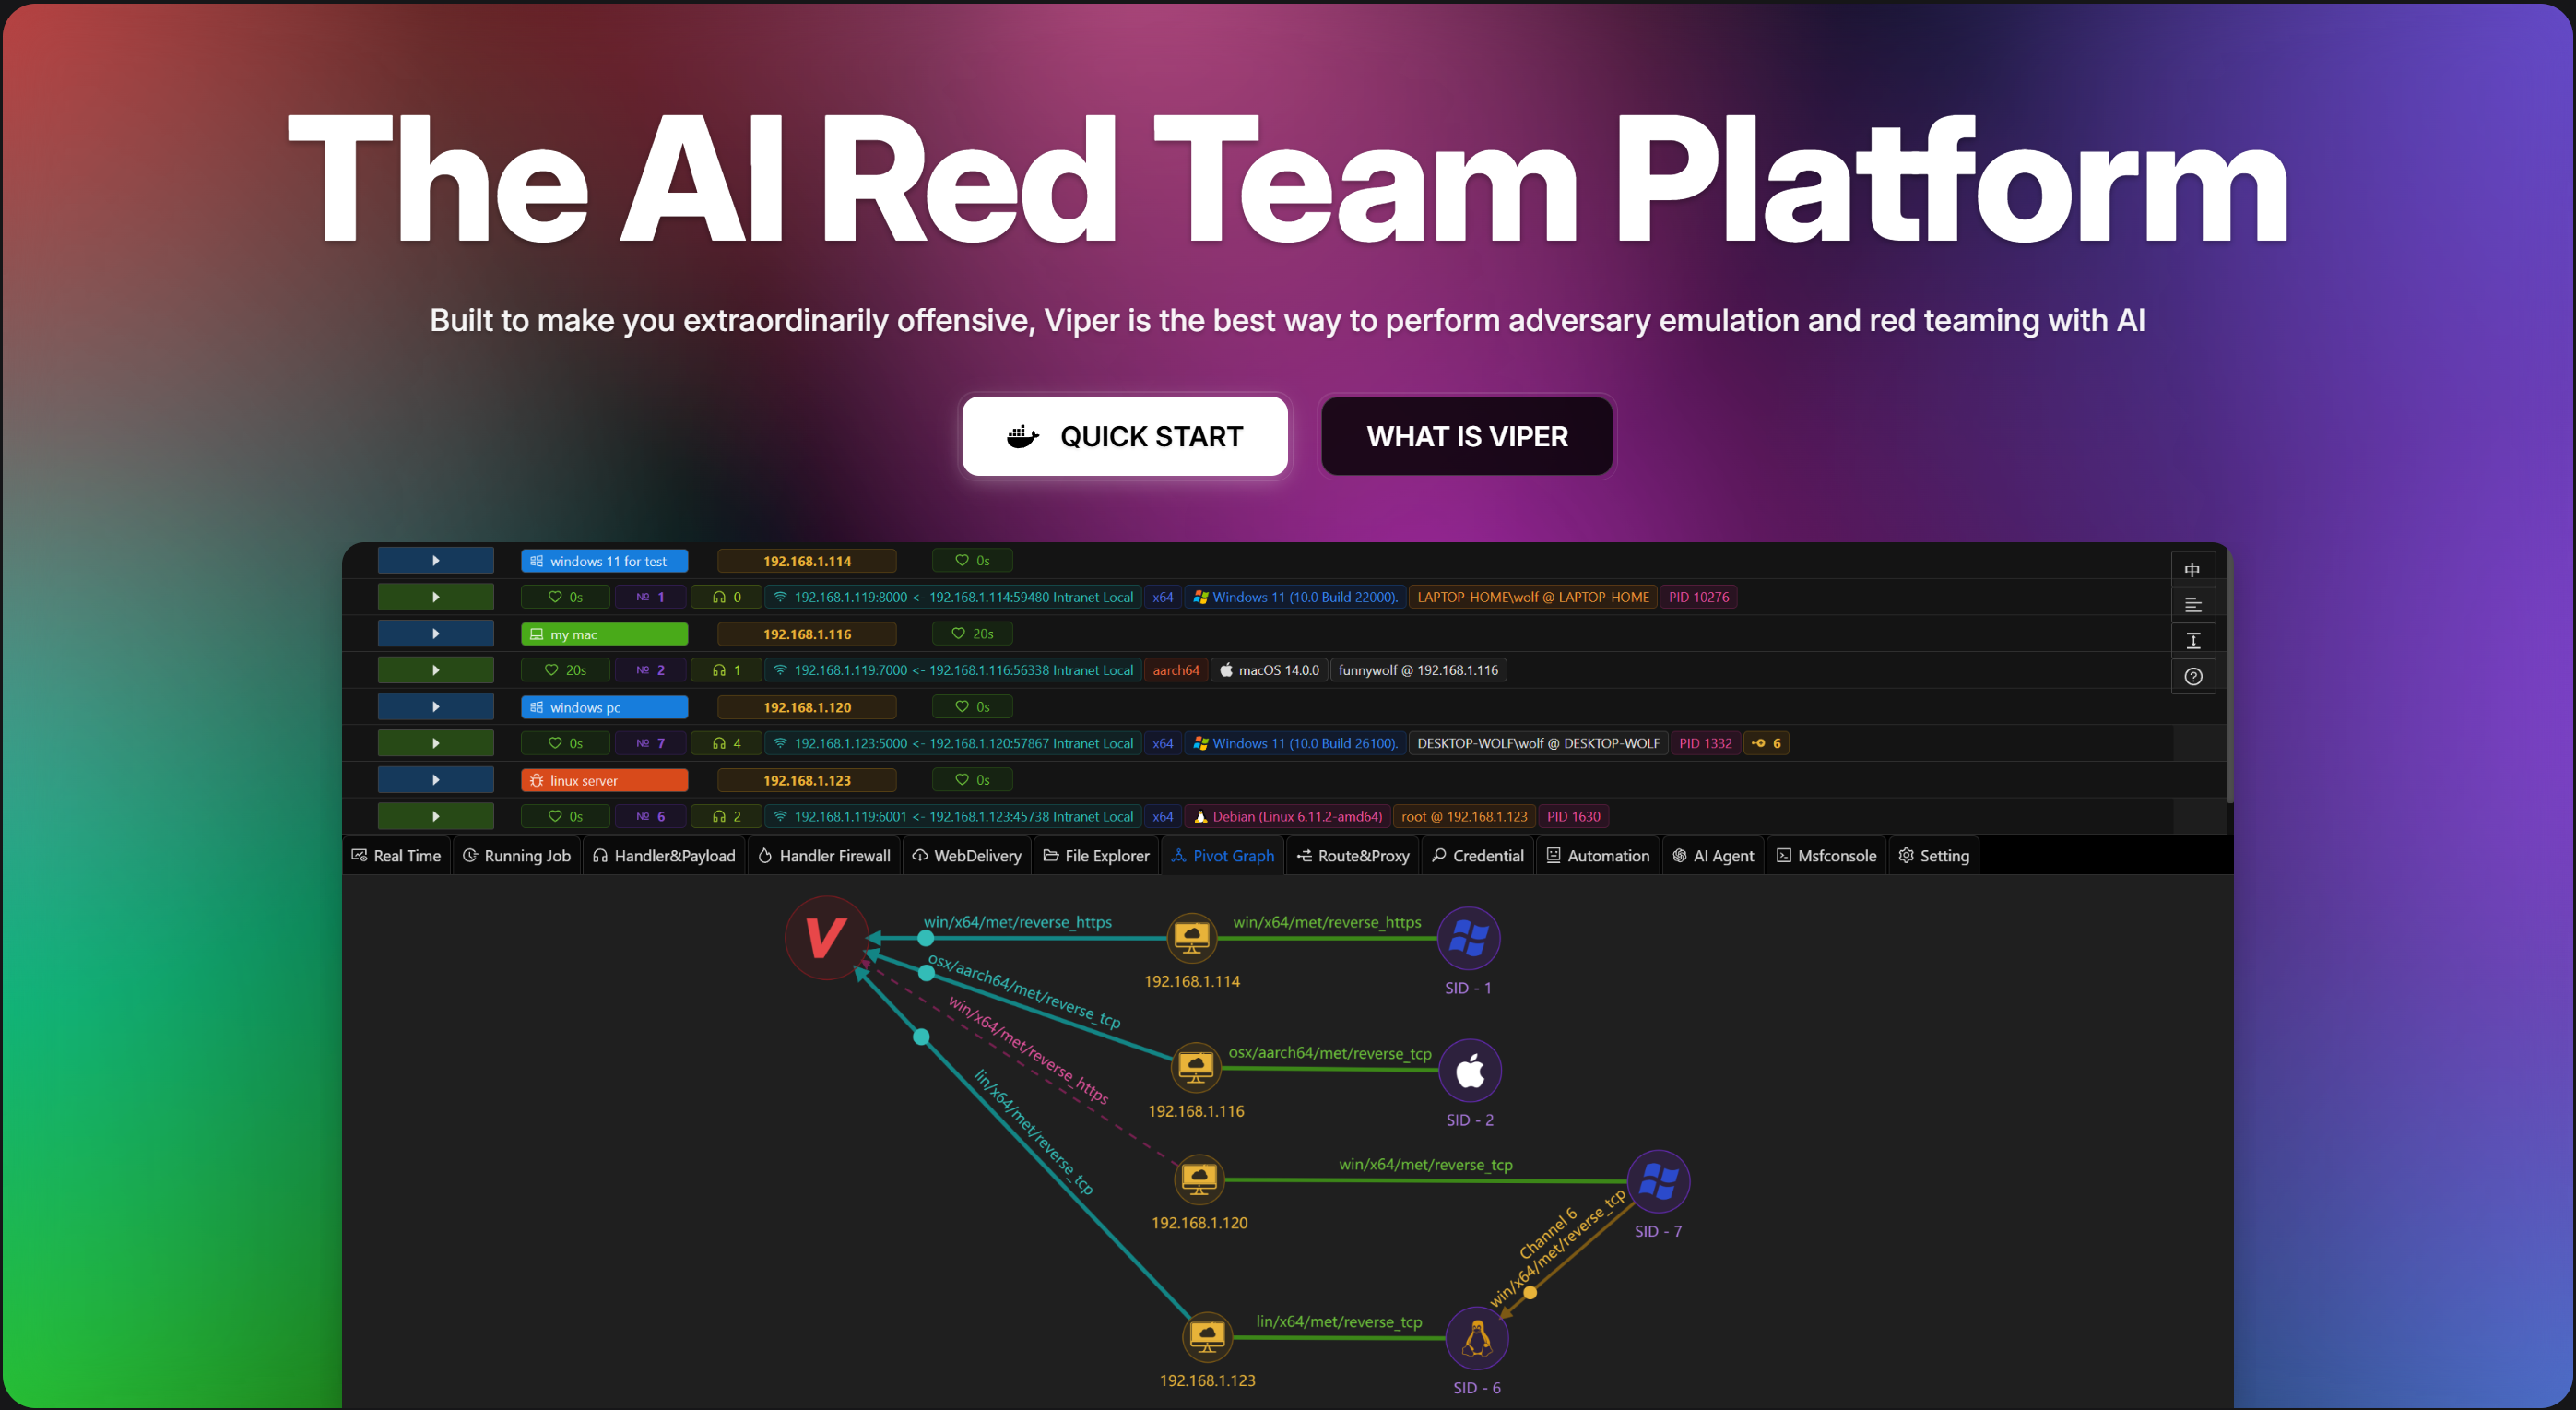 The AI Red Team Platform
Built to make you extraordinarily offensive, Viper is the best way to perform adversary emulation and red teaming with AI
QUICK START WHAT IS VIPER
windows 11 for test 192.168.1.114 0s
中
0s № 1 0 192.168.1.119:8000 <- 192.168.1.114:59480 Intranet Local x64 Windows 11 (10.0 Build 22000). LAPTOP-HOME\wolf @ LAPTOP-HOME PID 10276
my mac 192.168.1.116 20s
20s № 2 1 192.168.1.119:7000 <- 192.168.1.116:56338 Intranet Local aarch64 macOS 14.0.0 funnywolf @ 192.168.1.116
windows pc 192.168.1.120 0s
0s № 7 4 192.168.1.123:5000 <- 192.168.1.120:57867 Intranet Local x64 Windows 11 (10.0 Build 26100). DESKTOP-WOLF\wolf @ DESKTOP-WOLF PID 1332 6
linux server 192.168.1.123 0s
0s № 6 2 192.168.1.119:6001 <- 192.168.1.123:45738 Intranet Local x64 Debian (Linux 6.11.2-amd64) root @ 192.168.1.123 PID 1630
Real Time Running Job Handler&Payload Handler Firewall WebDelivery File Explorer Pivot Graph Route&Proxy Credential Automation AI Agent Msfconsole Setting
V
win/x64/met/reverse_https win/x64/met/reverse_https
192.168.1.114 SID - 1
osx/aarch64/met/reverse_tcp osx/aarch64/met/reverse_tcp
192.168.1.116 SID - 2
win/x64/met/reverse_https win/x64/met/reverse_tcp
192.168.1.120 SID - 7
Channel 6
win/x64/met/reverse_tcp
lin/x64/met/reverse_tcp lin/x64/met/reverse_tcp
192.168.1.123 SID - 6